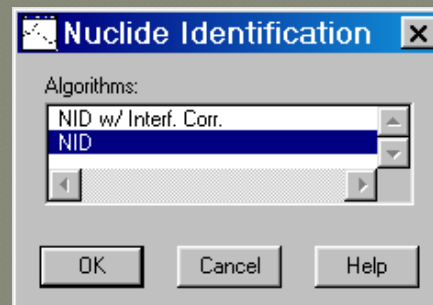 Nuclide Identification
Algorithms:
NID w/ Interf. Corr.
NID
OK Cancel Help